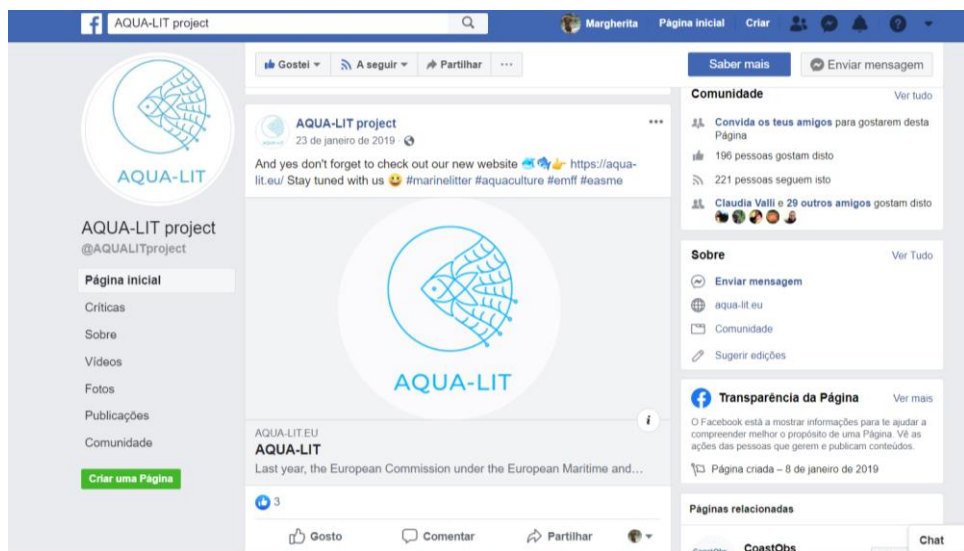 AQUA-LIT project
Margherita
Página inicial
Criar
AQUA-LIT
AQUA-LIT project
@AQUALITproject
Página inicial
Críticas
Sobre
Vídeos
Fotos
Publicações
Comunidade
Criar uma Página
Gostei
A seguir
Partilhar
...
Saber mais
Enviar mensagem
AQUA-LIT project
23 de janeiro de 2019
And yes don't forget to check out our new website https://aqua-
lit.eu/ Stay tuned with us #marinelitter #aquaculture #emff #easme
AQUA-LIT
i
AQUA-LIT.EU
AQUA-LIT
Last year, the European Commission under the European Maritime and…
3
Gosto
Comentar
Partilhar
Comunidade
Ver tudo
Convida os teus amigos para gostarem desta
Página
196 pessoas gostam disto
221 pessoas seguem isto
Claudia Valli e 29 outros amigos gostam disto
Sobre
Ver Tudo
Enviar mensagem
aqua-lit.eu
Comunidade
Sugerir edições
Transparência da Página
Ver mais
O Facebook está a mostrar informações para te ajudar a
compreender melhor o propósito de uma Página. Vê as
ações das pessoas que gerem e publicam conteúdos.
Página criada – 8 de janeiro de 2019
Páginas relacionadas
CoastObs
Chat